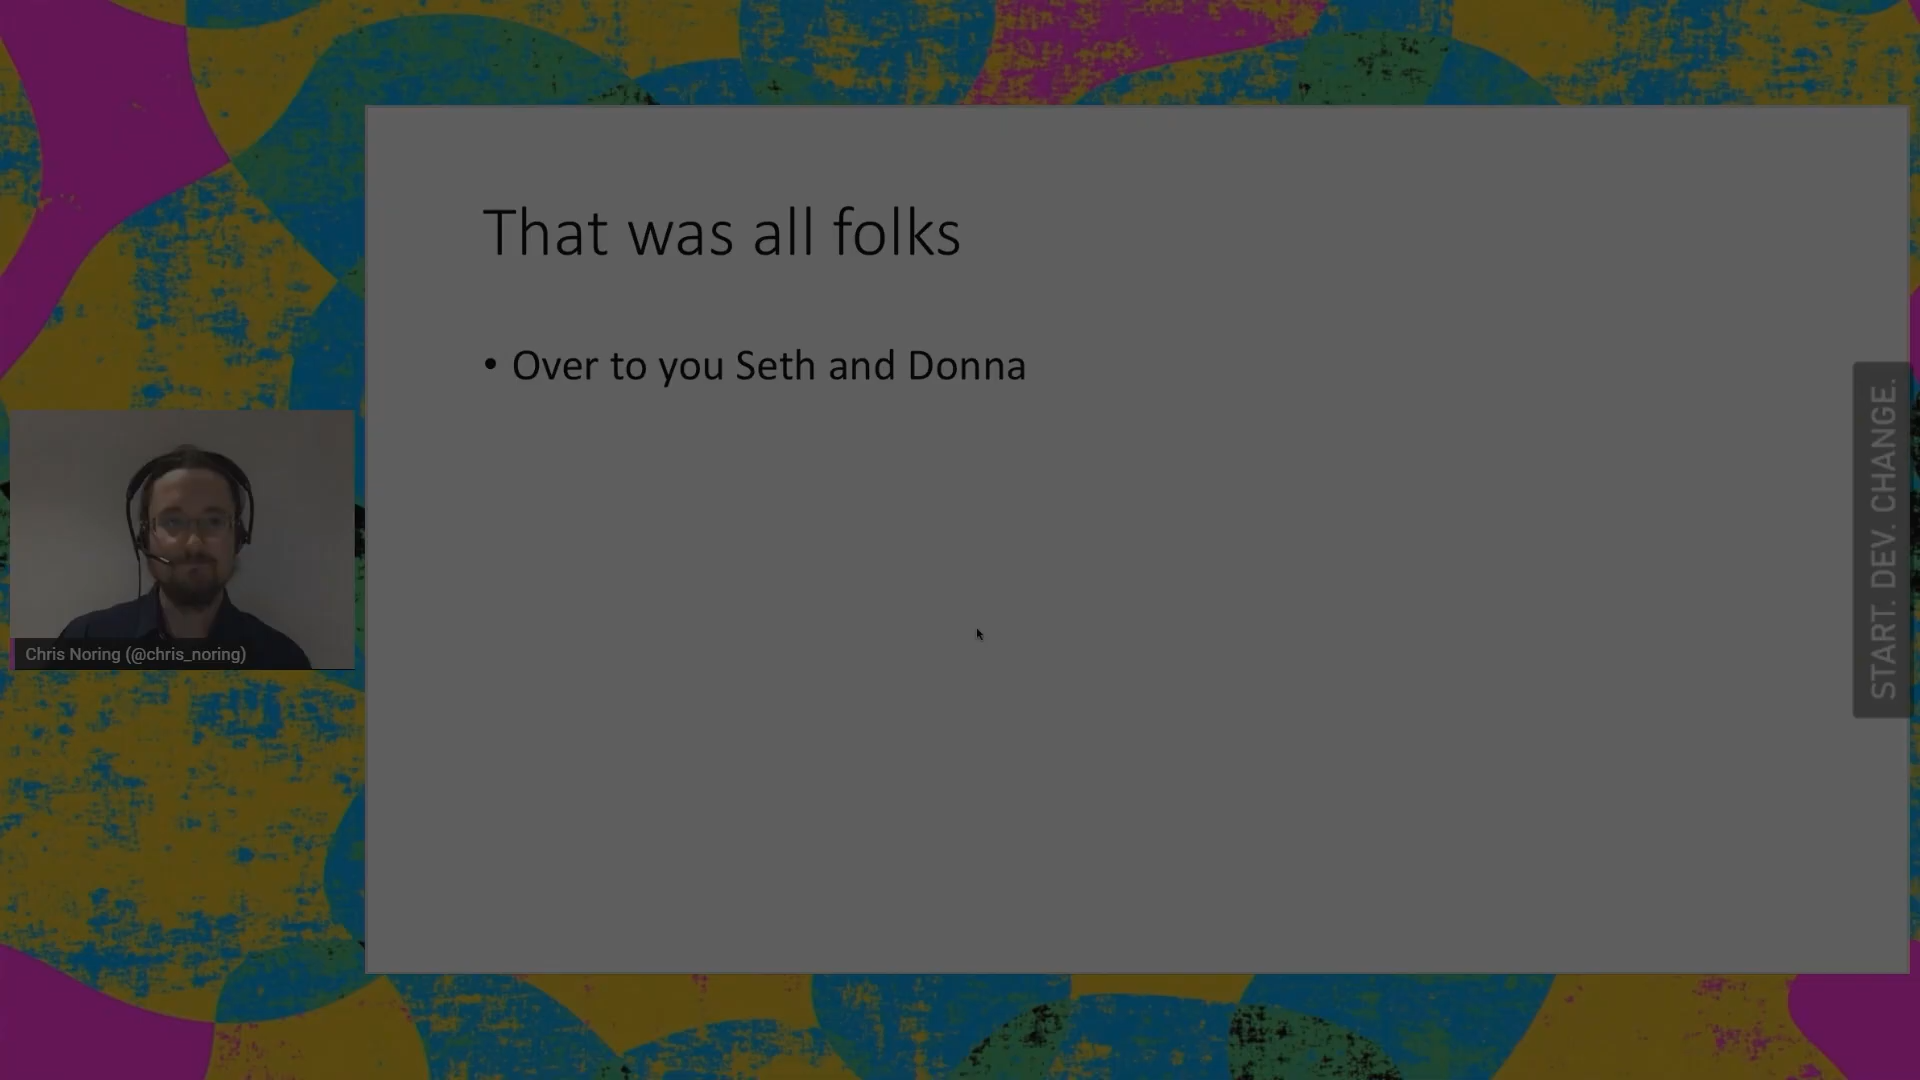 That was all folks
• Over to you Seth and Donna
Chris Noring (@chris_noring)
START. DEV. CHANGE.